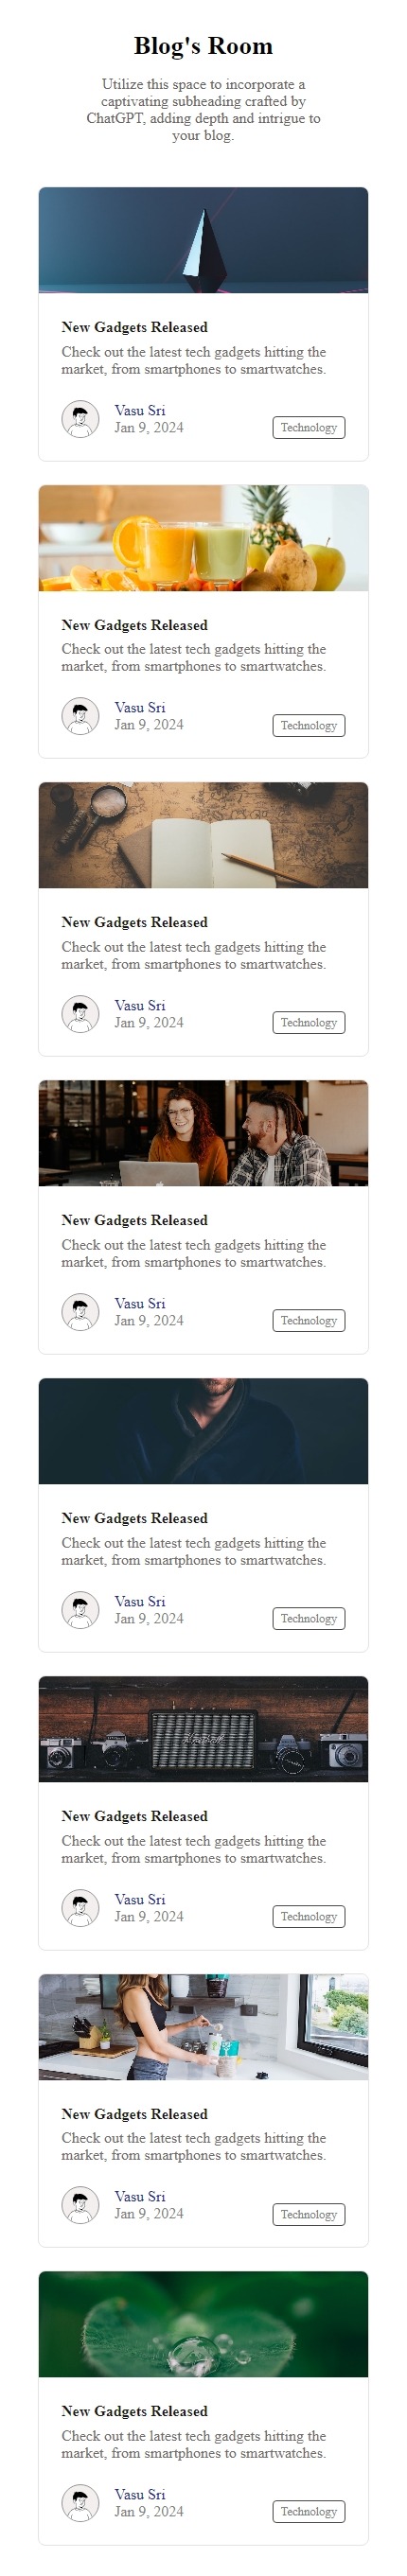 Blog's Room
Utilize this space to incorporate a
captivating subheading crafted by
ChatGPT, adding depth and intrigue to
your blog.
New Gadgets Released
Check out the latest tech gadgets hitting the
market, from smartphones to smartwatches.
Vasu Sri
Jan 9, 2024
Technology
New Gadgets Released
Check out the latest tech gadgets hitting the
market, from smartphones to smartwatches.
Vasu Sri
Jan 9, 2024
Technology
New Gadgets Released
Check out the latest tech gadgets hitting the
market, from smartphones to smartwatches.
Vasu Sri
Jan 9, 2024
Technology
New Gadgets Released
Check out the latest tech gadgets hitting the
market, from smartphones to smartwatches.
Vasu Sri
Jan 9, 2024
Technology
New Gadgets Released
Check out the latest tech gadgets hitting the
market, from smartphones to smartwatches.
Vasu Sri
Jan 9, 2024
Technology
New Gadgets Released
Check out the latest tech gadgets hitting the
market, from smartphones to smartwatches.
Vasu Sri
Jan 9, 2024
Technology
New Gadgets Released
Check out the latest tech gadgets hitting the
market, from smartphones to smartwatches.
Vasu Sri
Jan 9, 2024
Technology
New Gadgets Released
Check out the latest tech gadgets hitting the
market, from smartphones to smartwatches.
Vasu Sri
Jan 9, 2024
Technology